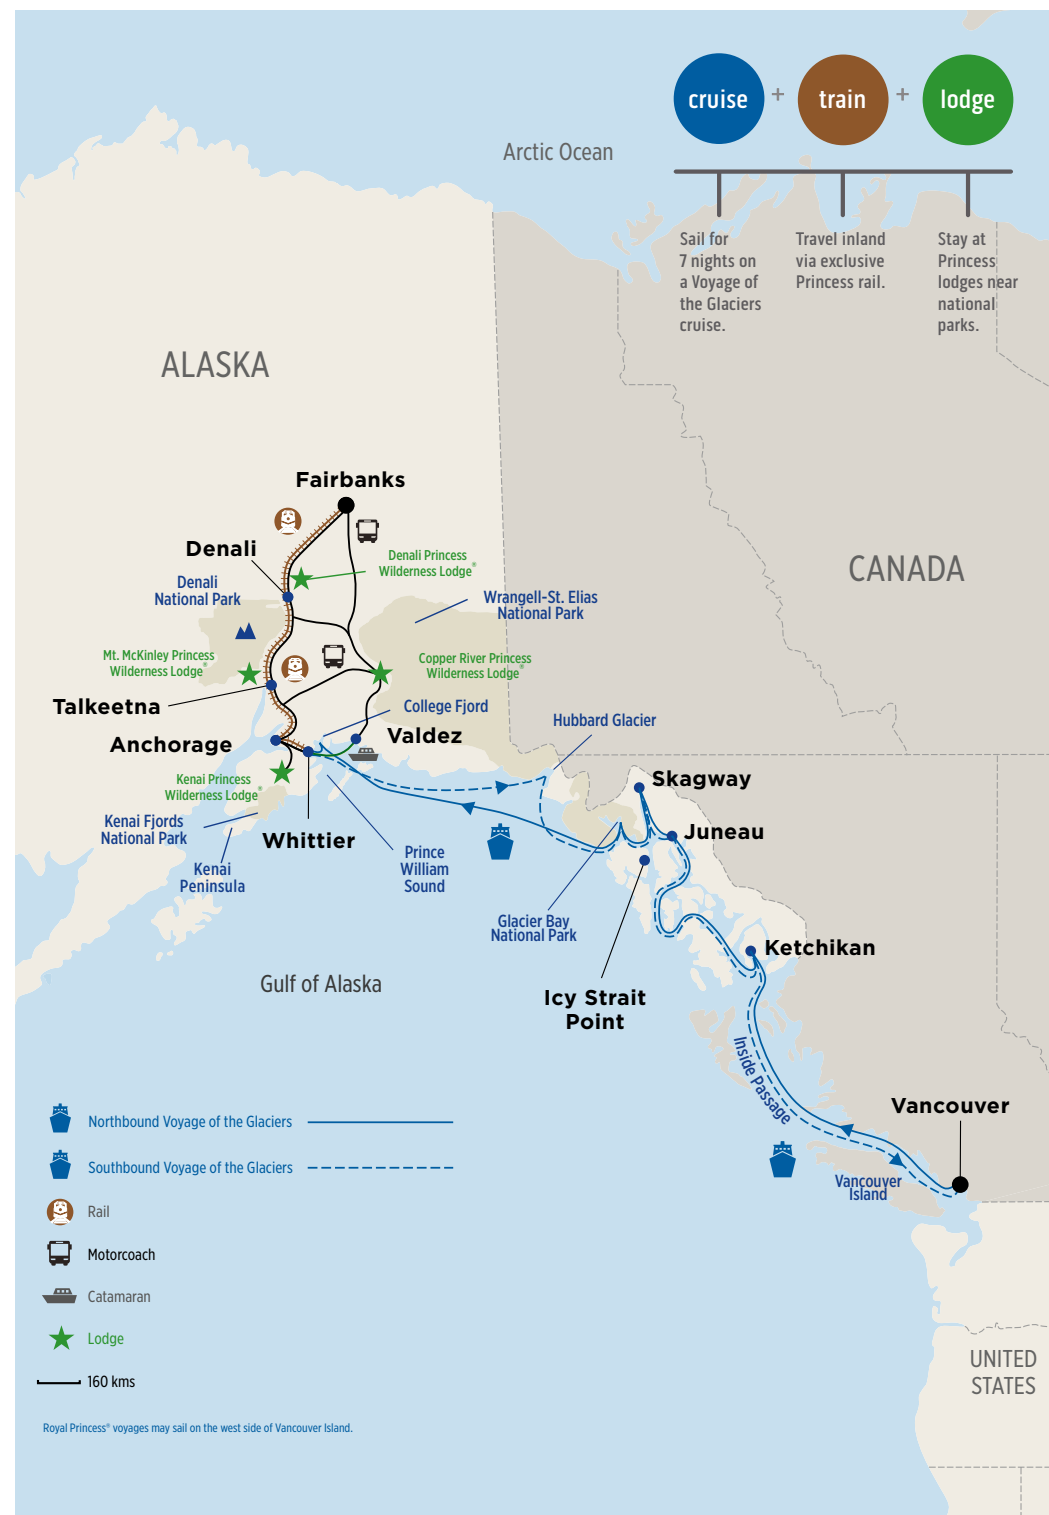 cruise + train + lodge
Arctic Ocean
Sail for
7 nights on
a Voyage of
the Glaciers
cruise.
Travel inland
via exclusive
Princess rail.
Stay at
Princess
lodges near
national
parks.
ALASKA
CANADA
Fairbanks
Denali
Denali Princess
Wilderness Lodge®
Denali
National Park
Wrangell-St. Elias
National Park
Mt. McKinley Princess
Wilderness Lodge®
Copper River Princess
Wilderness Lodge®
Talkeetna
College Fjord
Hubbard Glacier
Anchorage
Valdez
Kenai Princess
Wilderness Lodge®
Skagway
Kenai Fjords
National Park
Whittier
Juneau
Kenai
Peninsula
Prince
William
Sound
Glacier Bay
National Park
Ketchikan
Gulf of Alaska
Icy Strait
Point
Inside Passage
Vancouver
Vancouver
Island
Northbound Voyage of the Glaciers
Southbound Voyage of the Glaciers
Rail
Motorcoach
Catamaran
Lodge
160 kms
UNITED
STATES
Royal Princess® voyages may sail on the west side of Vancouver Island.